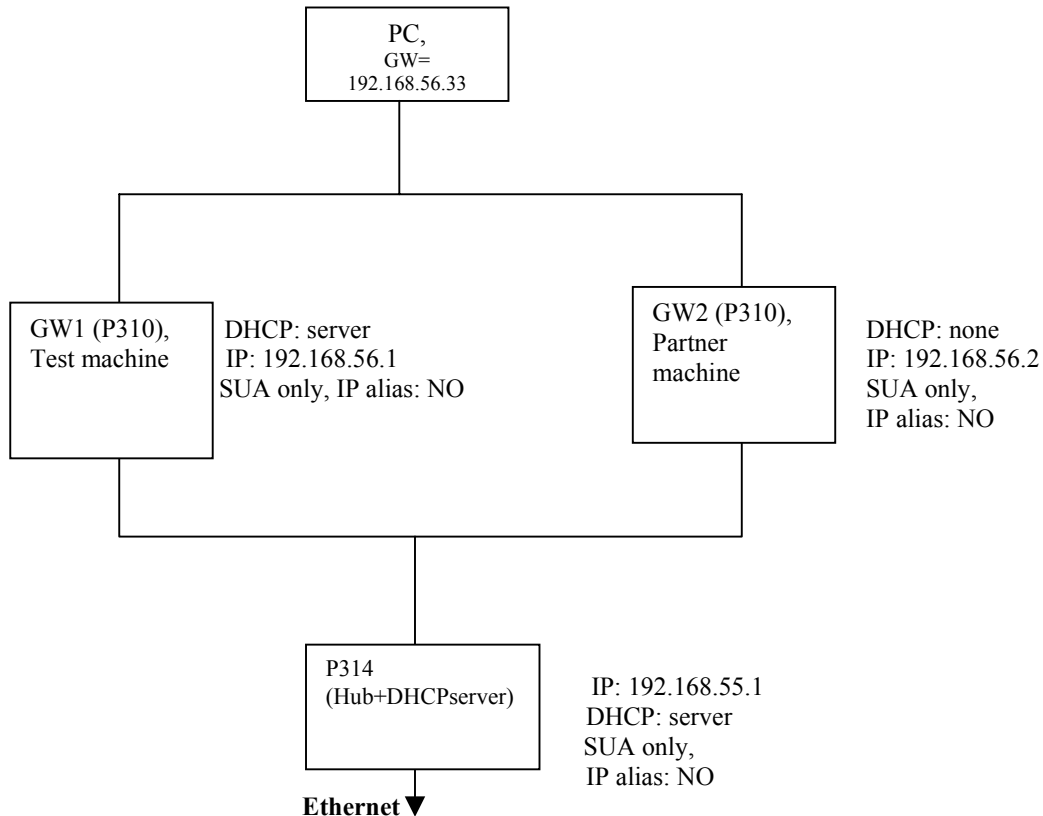 PC,
GW=
192.168.56.33
GW1 (P310),
Test machine
DHCP: server
IP: 192.168.56.1
SUA only, IP alias: NO
GW2 (P310),
Partner
machine
DHCP: none
IP: 192.168.56.2
SUA only,
IP alias: NO
P314
(Hub+DHCPserver)
IP: 192.168.55.1
DHCP: server
SUA only,
IP alias: NO
Ethernet